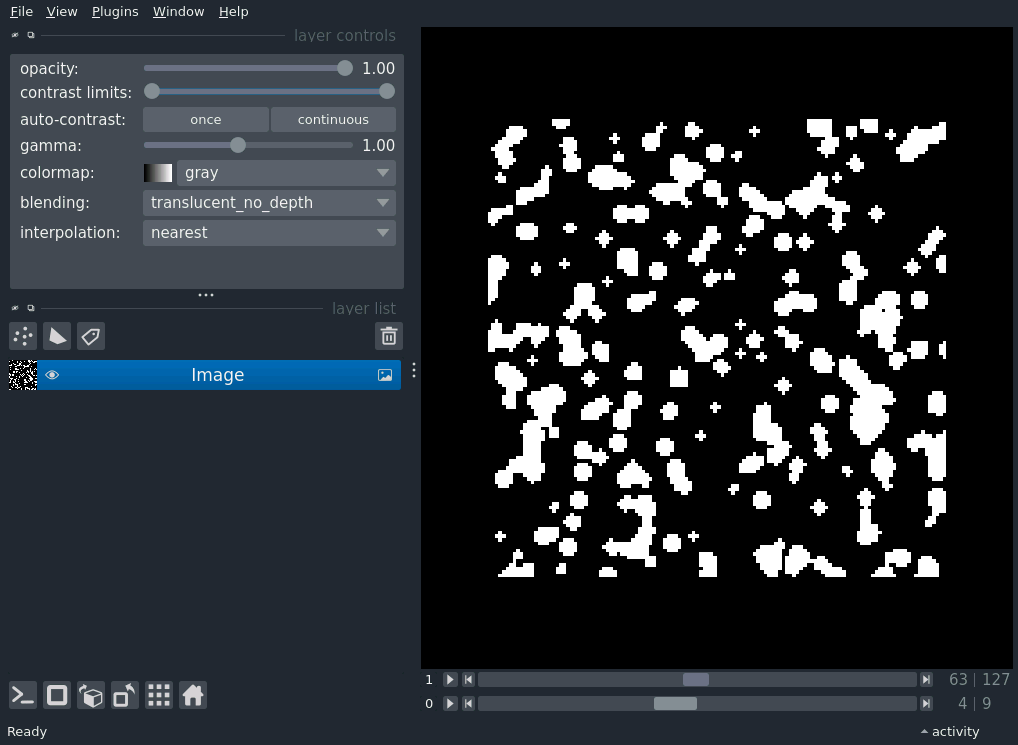 File View Plugins Window Help
layer controls
opacity: 1.00
contrast limits:
auto-contrast: once continuous
gamma: 1.00
colormap: gray
blending: translucent_no_depth
interpolation: nearest
layer list
Image
1 63 | 127
0 4 | 9
Ready activity